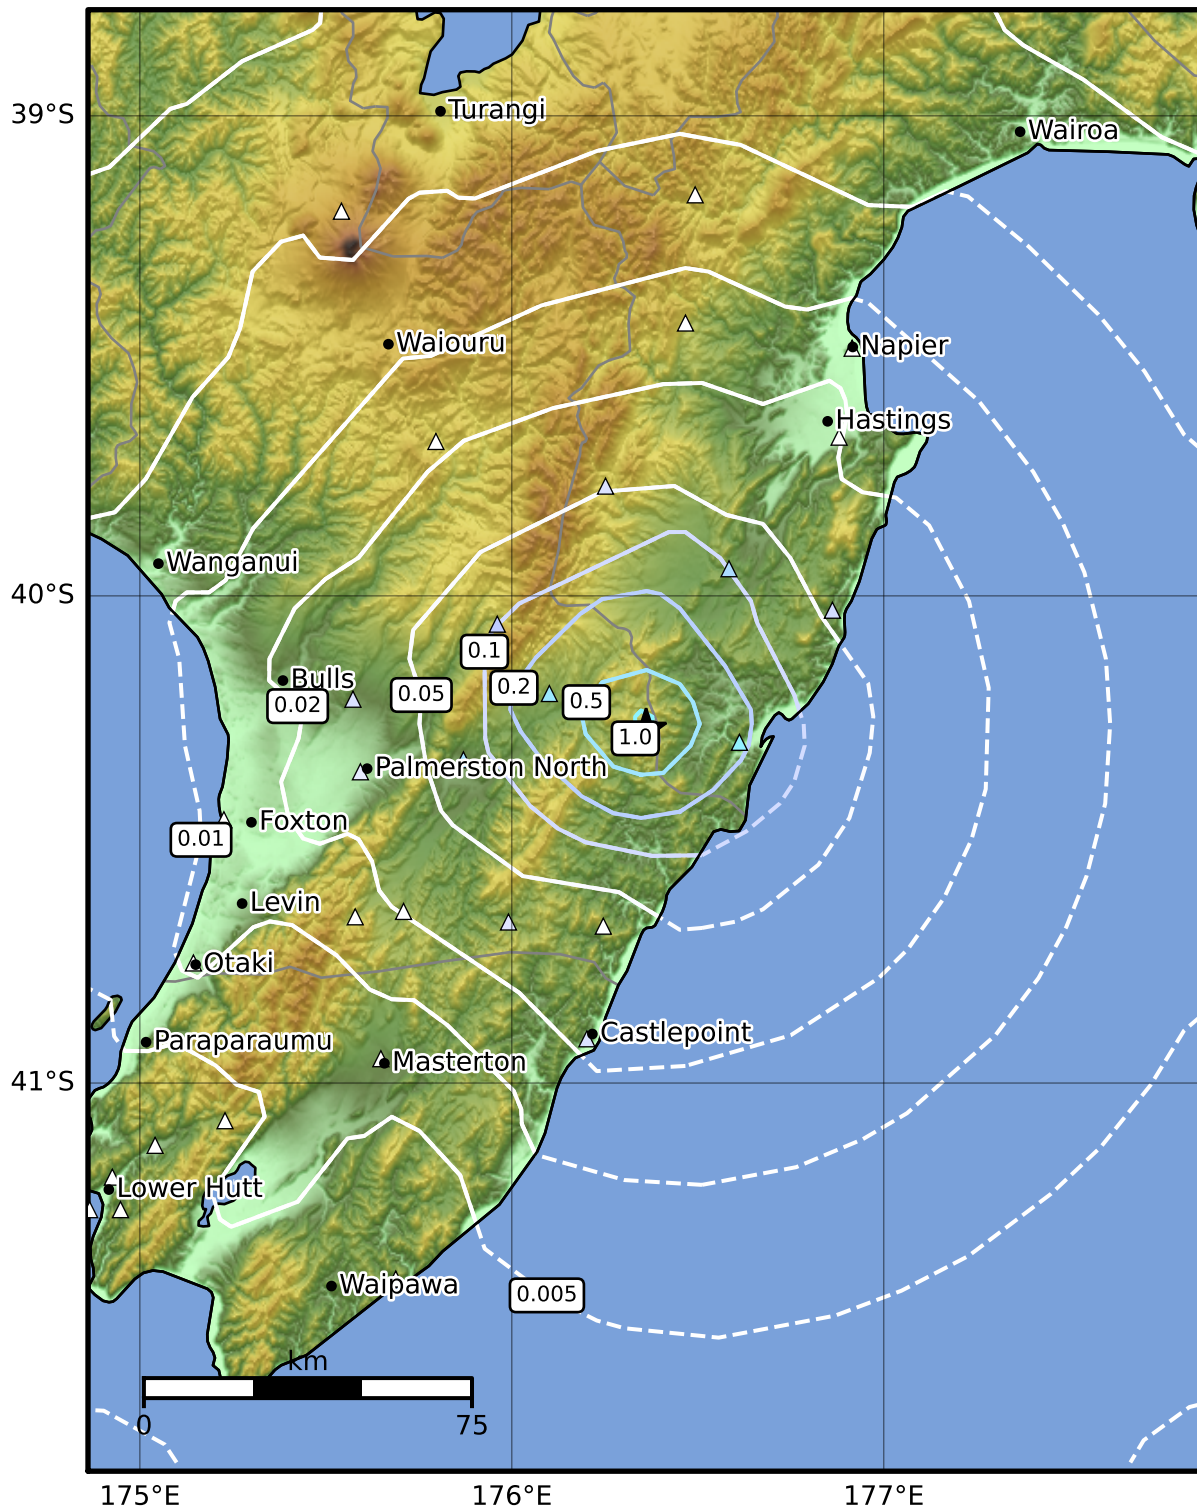 Turangi
39°S
Wairoa
Waiouru
Napier
Hastings
Wanganui
40°S
0.1
Bulls
0.2
0.05
0.5
0.02
1.0
Palmerston North
Foxton
0.01
Levin
Otaki
Castlepoint
Paraparaumu
Masterton
41°S
Lower Hutt
Waipawa
0.005
km
0
75
175°E
176°E
177°E